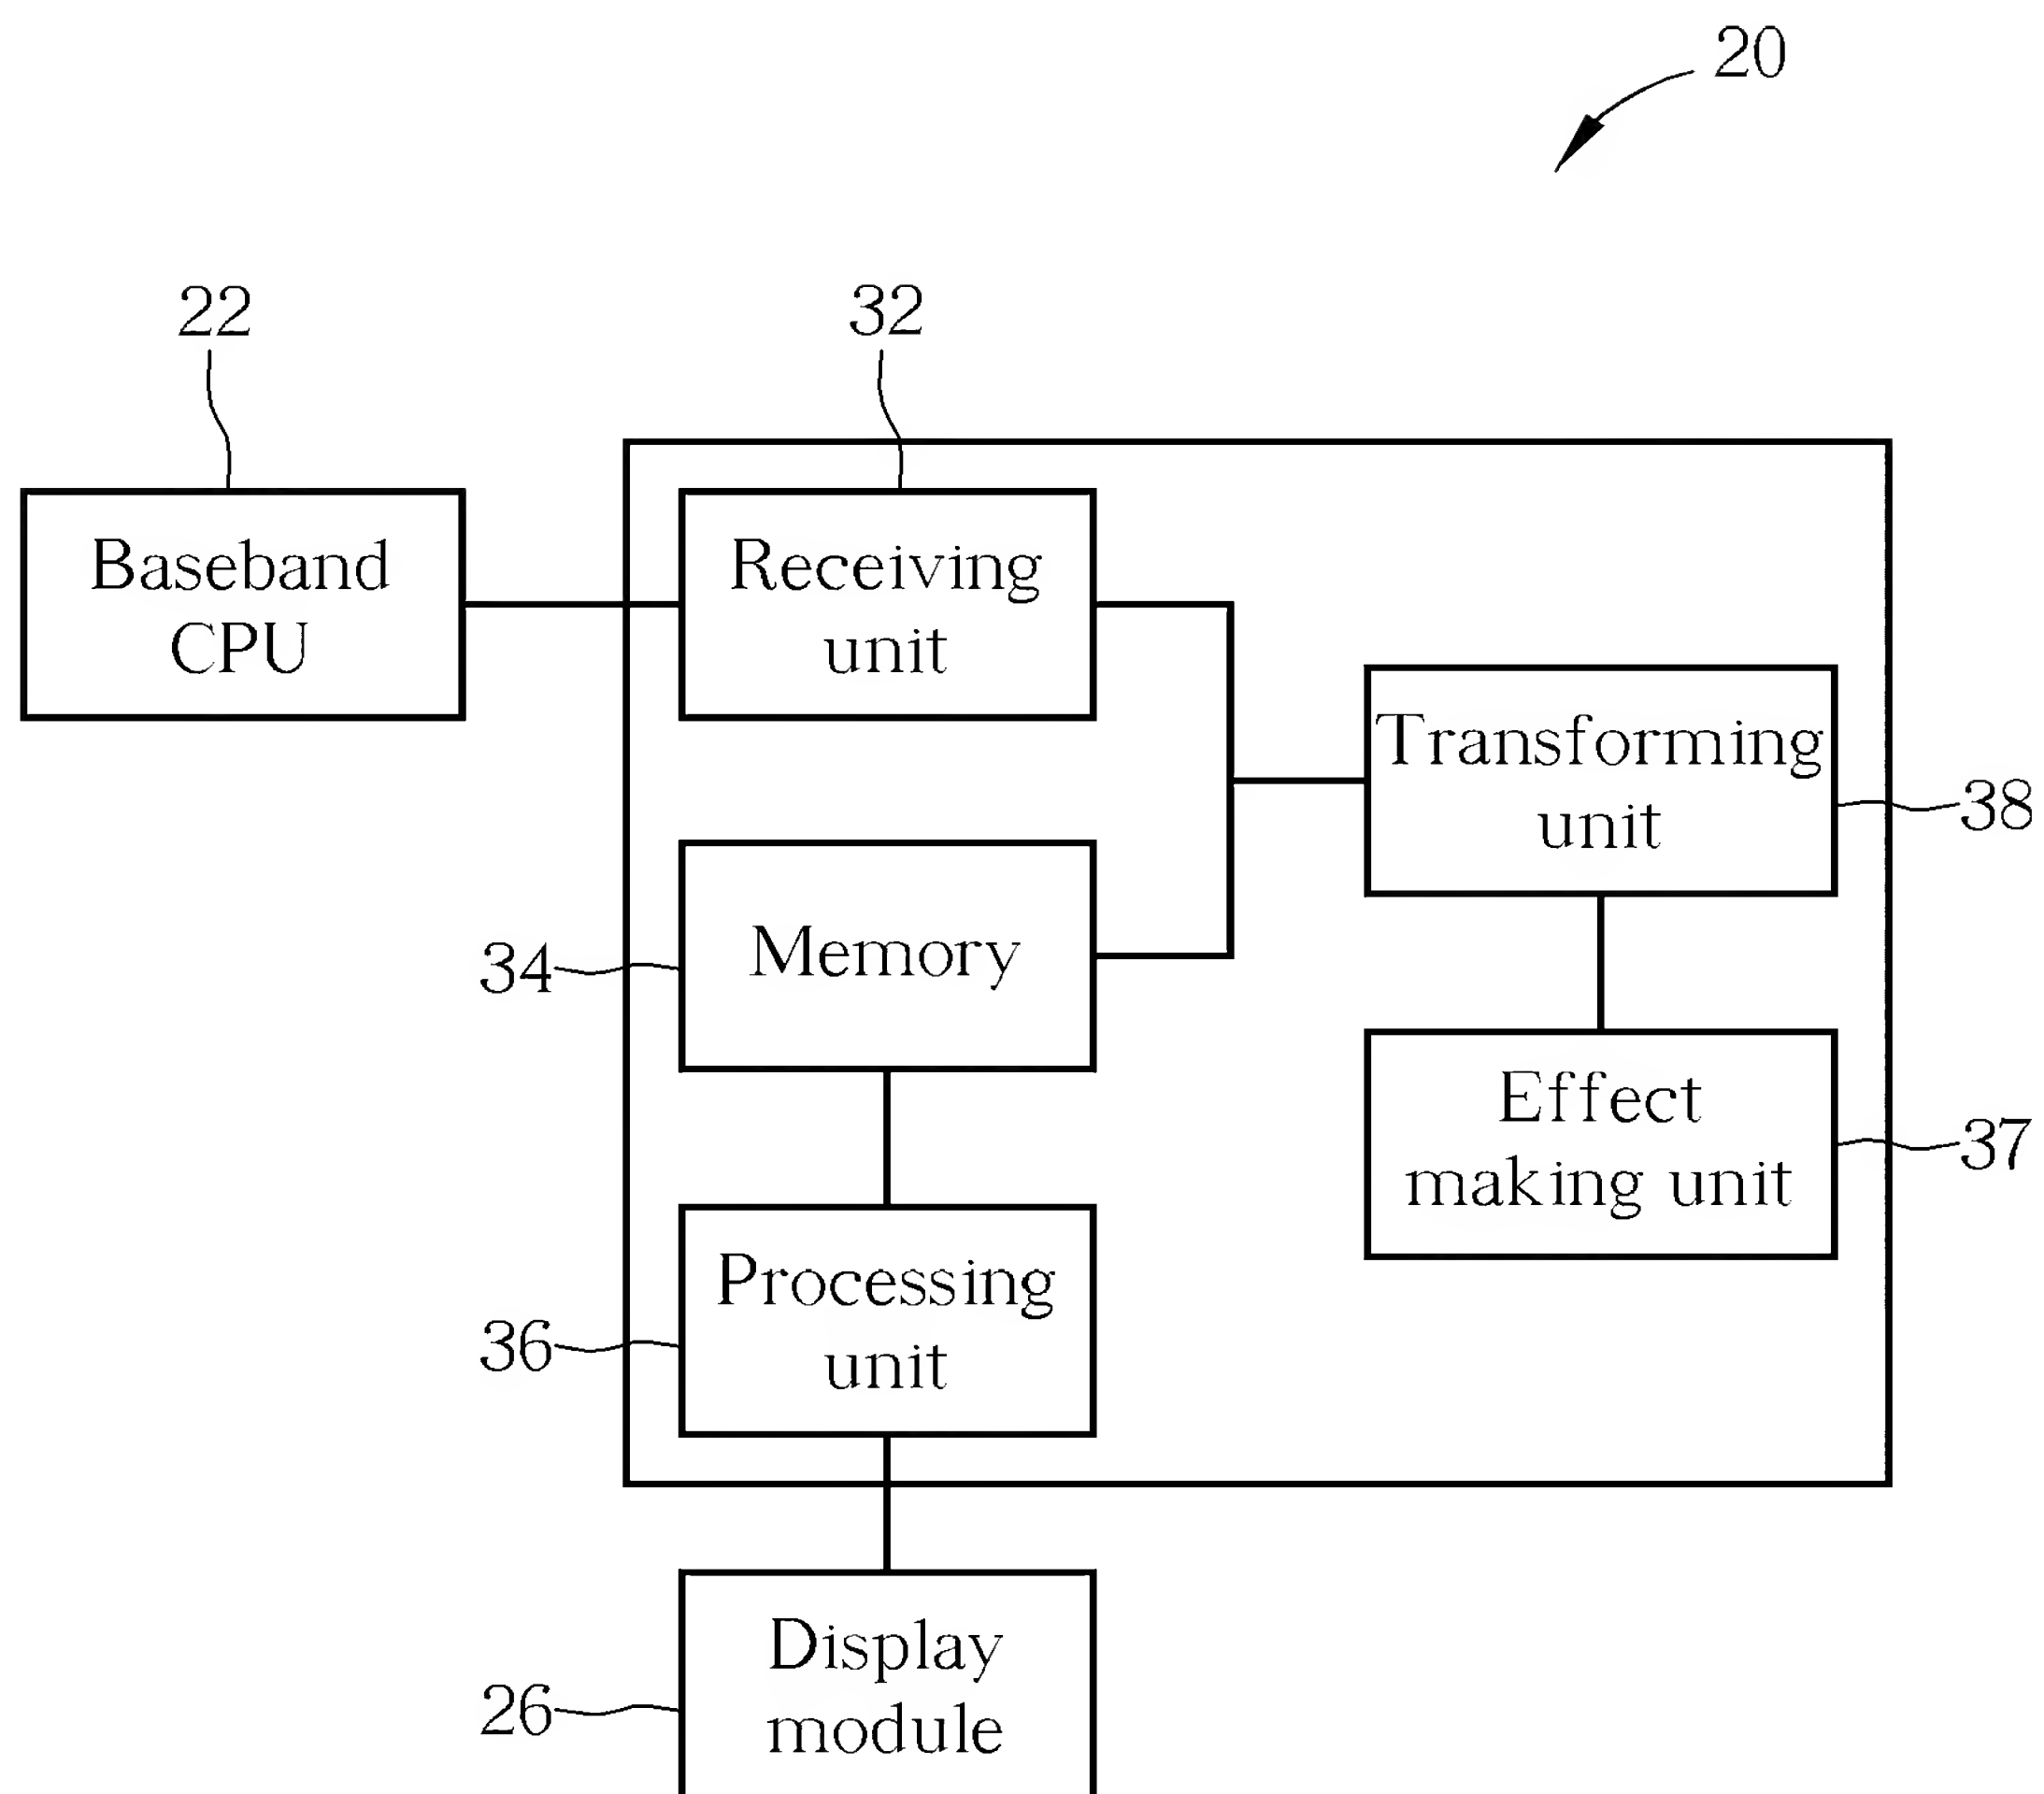 20
22
32
Baseband
CPU
Receiving
unit
Transforming
unit
38
Memory
34
Effect
making unit
37
Processing
unit
36
Display
module
26